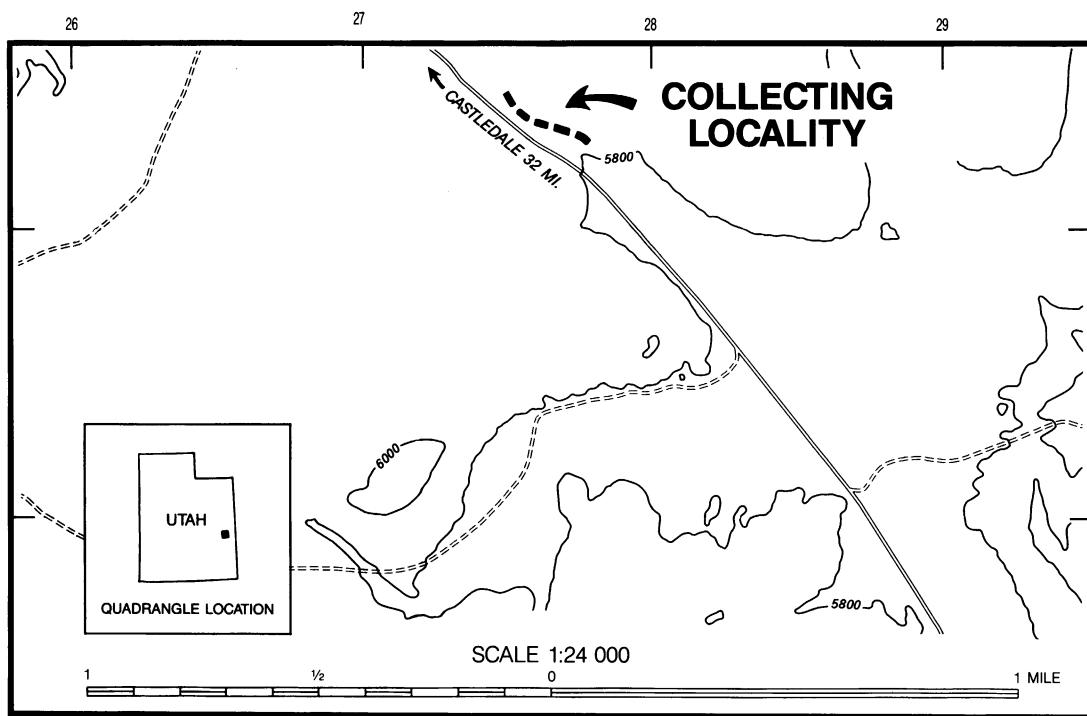 26 27 28 29
COLLECTING
LOCALITY
CASTLEDALE 32 MI.
5800
6000
UTAH
QUADRANGLE LOCATION
5800
SCALE 1:24 000
1 ½ 0 1 MILE